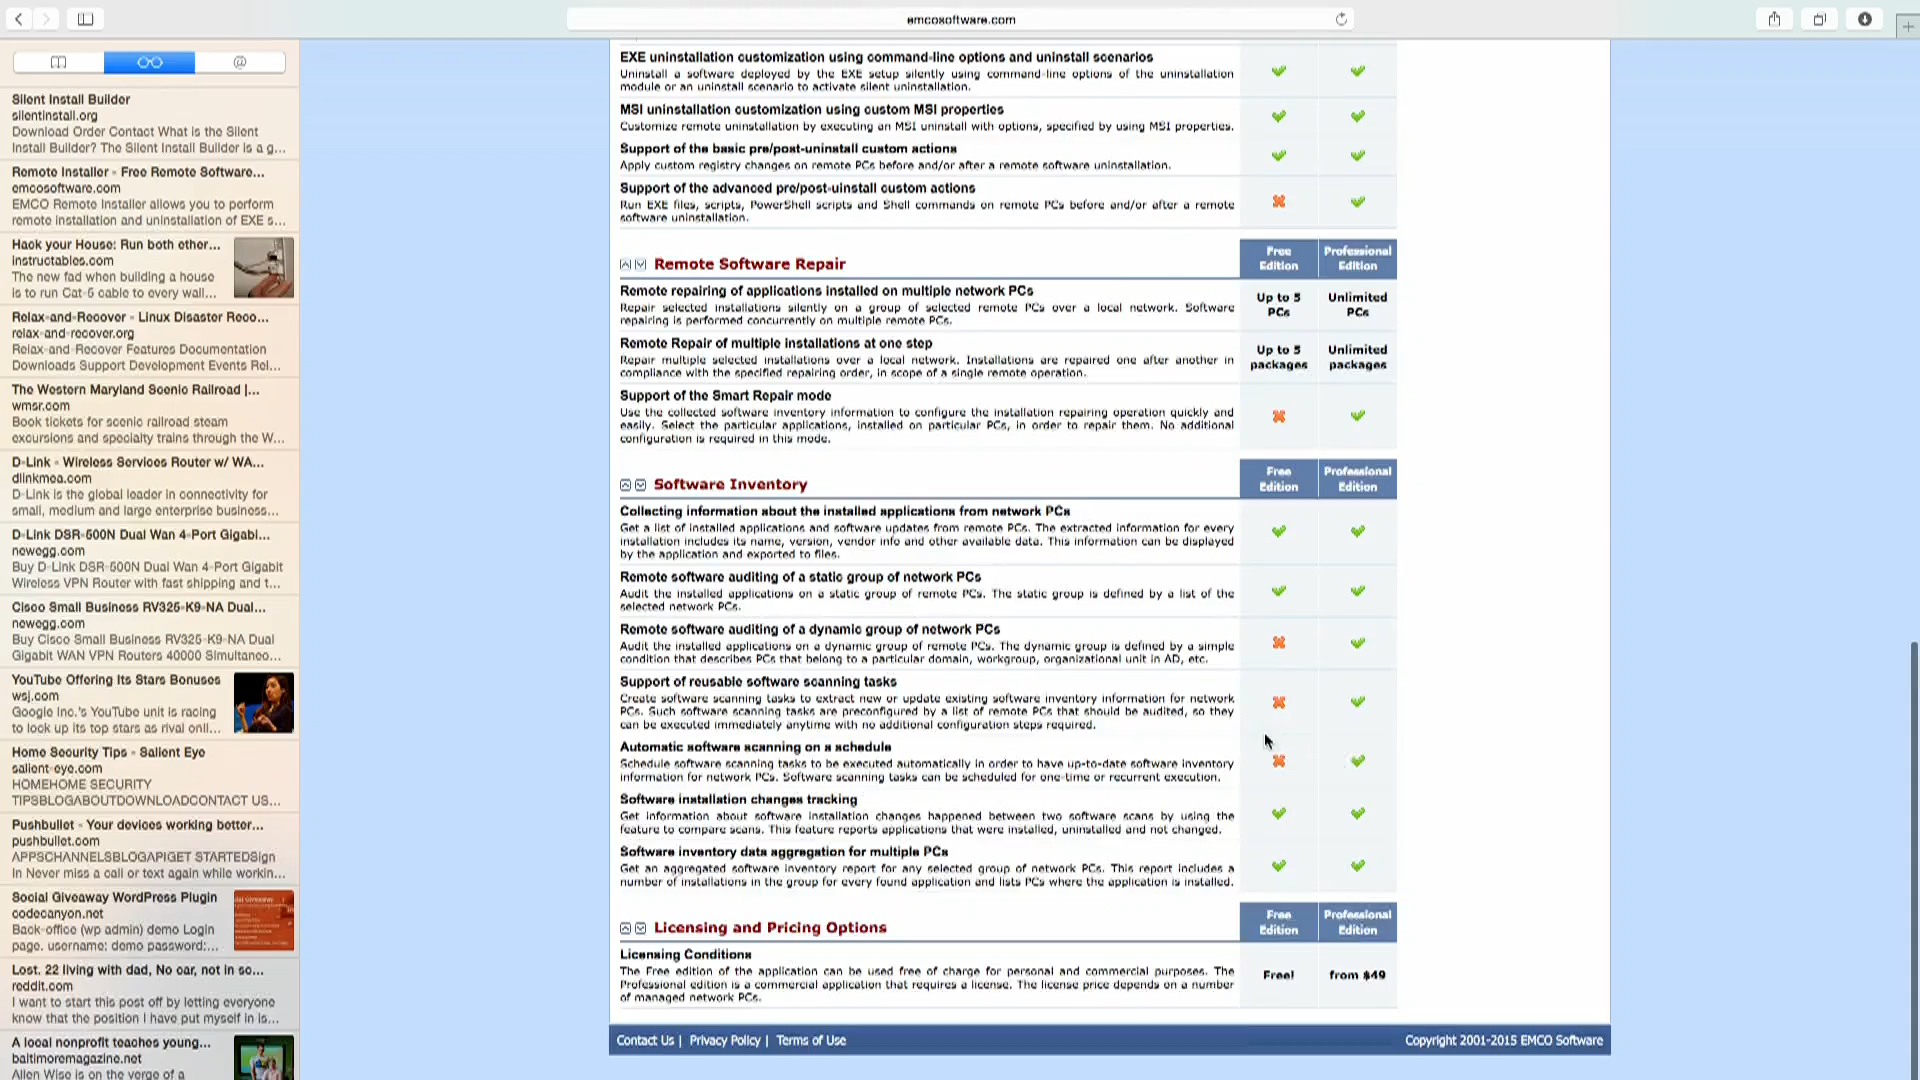 emcosoftware.com
@
Silent Install Builder
silentinstall.org
Download Order Contact What is the Silent
Install Builder? The Silent Install Builder is a g...
Remote Installer - Free Remote Software...
emcosoftware.com
EMCO Remote Installer allows you to perform
remote installation and uninstallation of EXE s...
Hack your House: Run both ether...
instructables.com
The new fad when building a house
is to run Cat-5 cable to every wall...
Relax-and-Recover - Linux Disaster Reco...
relax-and-recover.org
Relax-and-Recover Features Documentation
Downloads Support Development Events Rel...
The Western Maryland Scenic Railroad |...
wmsr.com
Book tickets for scenic railroad steam
excursions and specialty trains through the W...
D-Link - Wireless Services Router w/ WA...
dlinkmea.com
D-Link is the global leader in connectivity for
small, medium and large enterprise business...
D-Link DSR-500N Dual Wan 4-Port Gigabi...
newegg.com
Buy D-Link DSR-500N Dual Wan 4-Port Gigabit
Wireless VPN Router with fast shipping and t...
Cisco Small Business RV325-K9-NA Dual...
newegg.com
Buy Cisco Small Business RV325-K9-NA Dual
Gigabit WAN VPN Routers 40000 Simultaneo...
YouTube Offering Its Stars Bonuses
wsj.com
Google Inc.'s YouTube unit is racing
to lock up its top stars as rival onli...
Home Security Tips - Salient Eye
salient-eye.com
HOMEHOME SECURITY
TIPSBLOGABOUTDOWNLOADCONTACT US...
Pushbullet - Your devices working better...
pushbullet.com
APPSCHANNELSBLOGAPIGET STARTEDSign
In Never miss a call or text again while workin...
Social Giveaway WordPress Plugin
codecanyon.net
Back-office (wp admin) demo Login
page. username: demo password:...
Lost. 22 living with dad, No car, not in sc...
reddit.com
I want to start this post off by letting everyone
know that the position I have put myself in is...
A local nonprofit teaches young...
baltimoremagazine.net
Allen Wise is on the verge of a
EXE uninstallation customization using command-line options and uninstall scenarios
Uninstall a software deployed by the EXE setup silently using command-line options of the uninstallation
module or an uninstall scenario to activate silent uninstallation.
MSI uninstallation customization using custom MSI properties
Customize remote uninstallation by executing an MSI uninstall with options, specified by using MSI properties.
Support of the basic pre/post-uninstall custom actions
Apply custom registry changes on remote PCs before and/or after a remote software uninstallation.
Support of the advanced pre/post-uinstall custom actions
Run EXE files, scripts, PowerShell scripts and Shell commands on remote PCs before and/or after a remote
software uninstallation.
Remote Software Repair
Free Edition
Professional Edition
Remote repairing of applications installed on multiple network PCs
Repair selected installations silently on a group of selected remote PCs over a local network. Software
repairing is performed concurrently on multiple remote PCs.
Up to 5 PCs
Unlimited PCs
Remote Repair of multiple installations at one step
Repair multiple selected installations over a local network. Installations are repaired one after another in
compliance with the specified repairing order, in scope of a single remote operation.
Up to 5 packages
Unlimited packages
Support of the Smart Repair mode
Use the collected software inventory information to configure the installation repairing operation quickly and
easily. Select the particular applications, installed on particular PCs, in order to repair them. No additional
configuration is required in this mode.
Software Inventory
Free Edition
Professional Edition
Collecting information about the installed applications from network PCs
Get a list of installed applications and software updates from remote PCs. The extracted information for every
installation includes its name, version, vendor info and other available data. This information can be displayed
by the application and exported to files.
Remote software auditing of a static group of network PCs
Audit the installed applications on a static group of remote PCs. The static group is defined by a list of the
selected network PCs.
Remote software auditing of a dynamic group of network PCs
Audit the installed applications on a dynamic group of remote PCs. The dynamic group is defined by a simple
condition that describes PCs that belong to a particular domain, workgroup, organizational unit in AD, etc.
Support of reusable software scanning tasks
Create software scanning tasks to extract new or update existing software inventory information for network
PCs. Such software scanning tasks are preconfigured by a list of remote PCs that should be audited, so they
can be executed immediately anytime with no additional configuration steps required.
Automatic software scanning on a schedule
Schedule software scanning tasks to be executed automatically in order to have up-to-date software inventory
information for network PCs. Software scanning tasks can be scheduled for one-time or recurrent execution.
Software installation changes tracking
Get information about software installation changes happened between two software scans by using the
feature to compare scans. This feature reports applications that were installed, uninstalled and not changed.
Software inventory data aggregation for multiple PCs
Get an aggregated software inventory report for any selected group of network PCs. This report includes a
number of installations in the group for every found application and lists PCs where the application is installed.
Licensing and Pricing Options
Free Edition
Professional Edition
Licensing Conditions
The Free edition of the application can be used free of charge for personal and commercial purposes. The
Professional edition is a commercial application that requires a license. The license price depends on a number
of managed network PCs.
Free!
from $49
Contact Us | Privacy Policy | Terms of Use
Copyright 2001-2015 EMCO Software